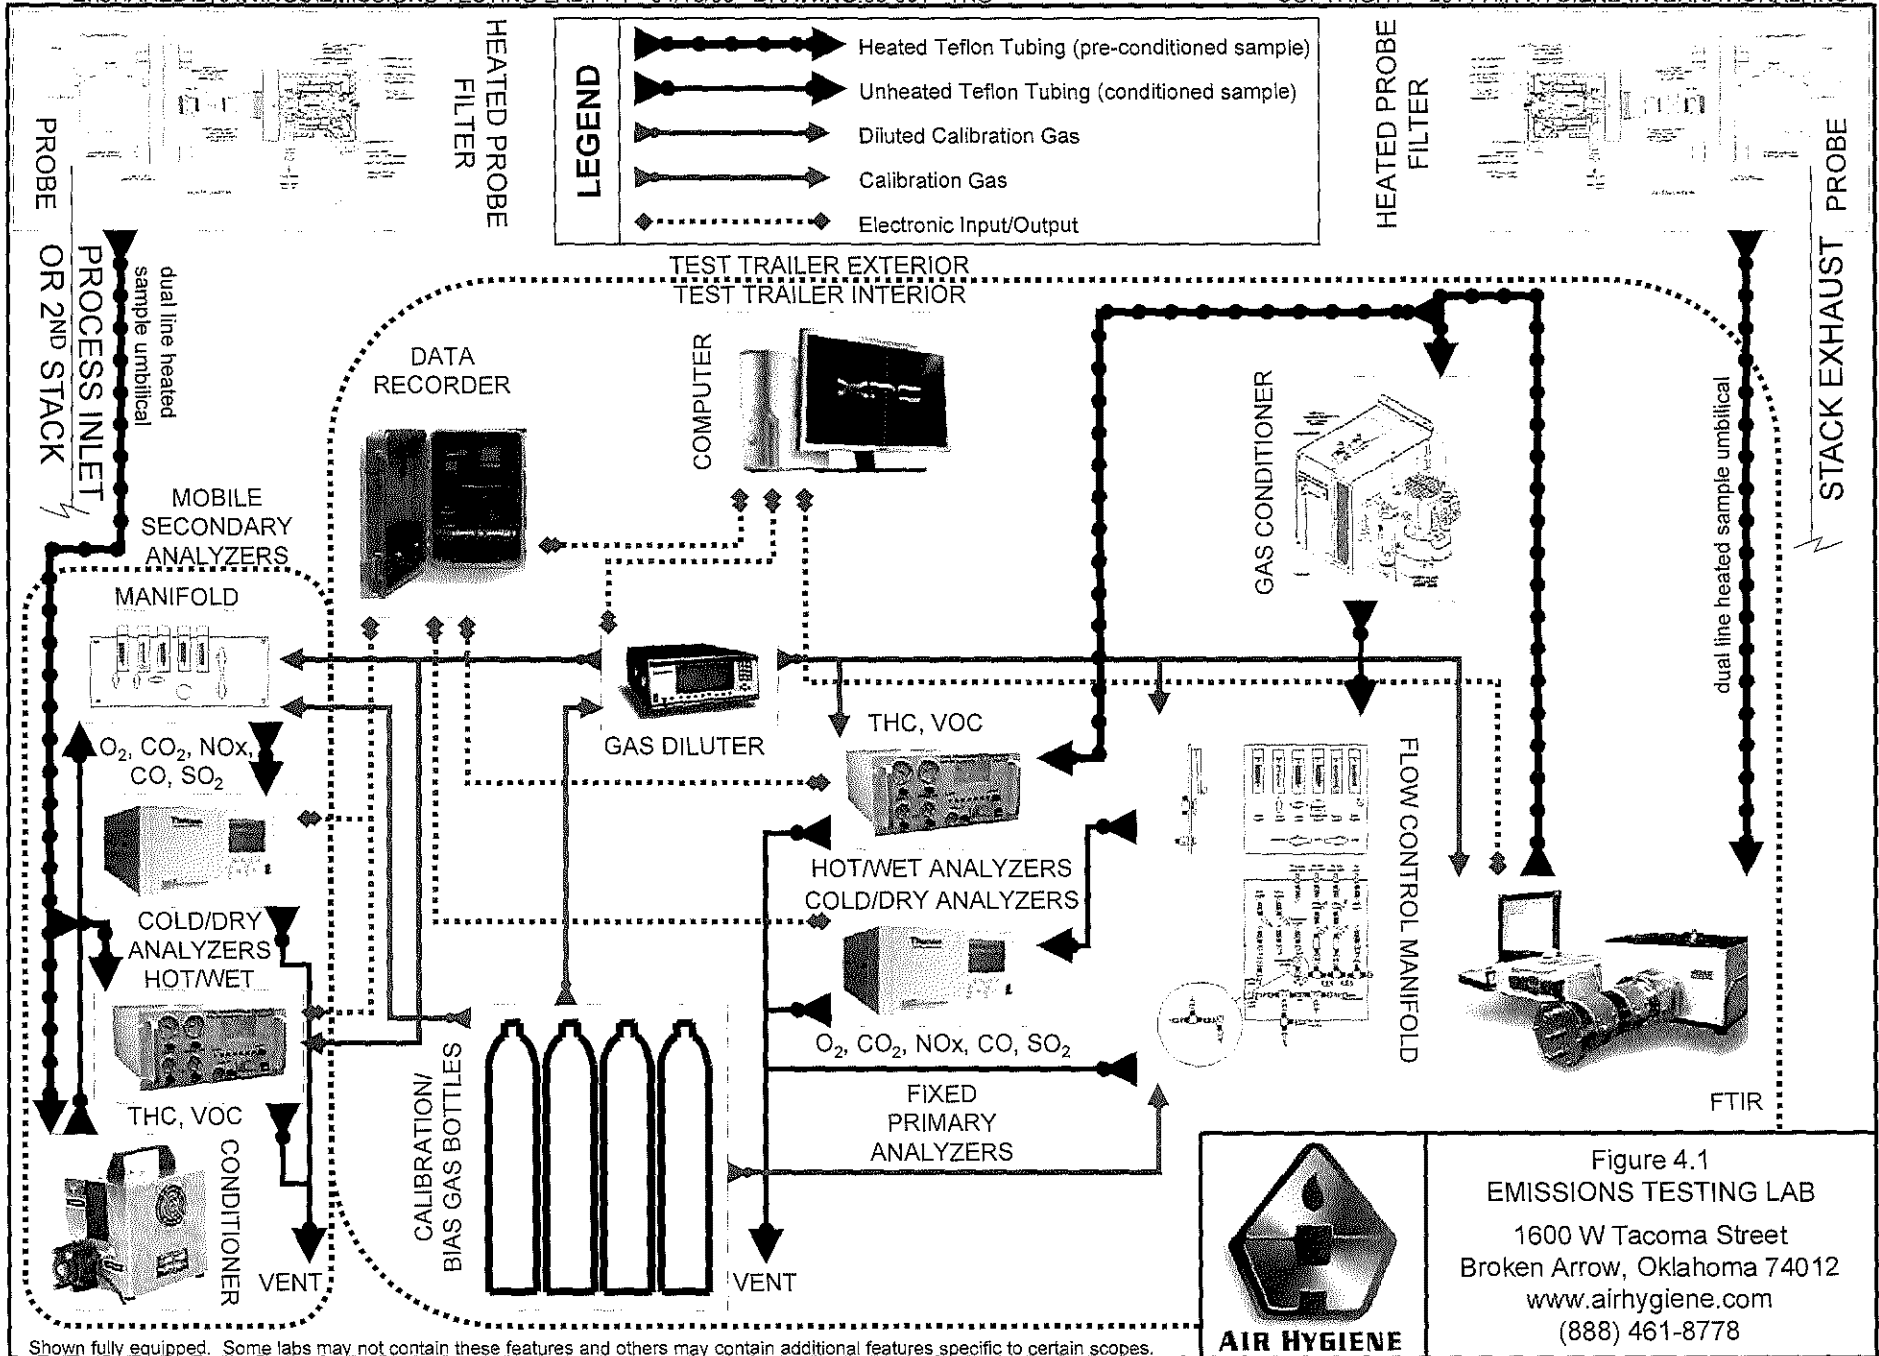 HEATED PROBE
FILTER
PROBE
LEGEND
Heated Teflon Tubing (pre-conditioned sample)
Unheated Teflon Tubing (conditioned sample)
Diluted Calibration Gas
Calibration Gas
Electronic Input/Output
HEATED PROBE
FILTER
PROBE
STACK EXHAUST
PROCESS INLET
OR 2ND STACK
dual line heated
sample umbilical
TEST TRAILER EXTERIOR
TEST TRAILER INTERIOR
DATA
RECORDER
COMPUTER
GAS CONDITIONER
dual line heated sample umbilical
MOBILE
SECONDARY
ANALYZERS
MANIFOLD
O2, CO2, NOx,
CO, SO2
GAS DILUTER
THC, VOC
FLOW CONTROL MANIFOLD
HOT/WET ANALYZERS
COLD/DRY ANALYZERS
COLD/DRY
ANALYZERS
HOT/WET
O2, CO2, NOx, CO, SO2
THC, VOC
CONDITIONER
VENT
CALIBRATION/
BIAS GAS BOTTLES
FIXED
PRIMARY
ANALYZERS
VENT
FTIR
AIR HYGIENE
Figure 4.1
EMISSIONS TESTING LAB
1600 W Tacoma Street
Broken Arrow, Oklahoma 74012
www.airhygiene.com
(888) 461-8778
Shown fully equipped. Some labs may not contain these features and others may contain additional features specific to certain scopes.